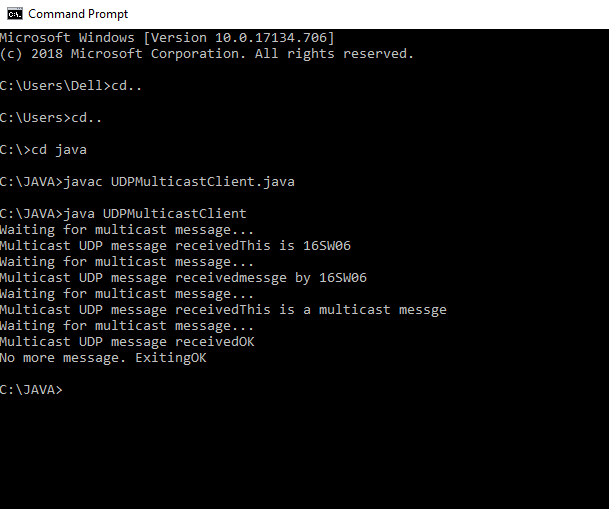 Command Prompt
Microsoft Windows [Version 10.0.17134.706]
(c) 2018 Microsoft Corporation. All rights reserved.
C:\Users\Dell>cd..
C:\Users>cd..
C:\>cd java
C:\JAVA>javac UDPMulticastClient.java
C:\JAVA>java UDPMulticastClient
Waiting for multicast message...
Multicast UDP message receivedThis is 16SW06
Waiting for multicast message...
Multicast UDP message receivedmessge by 16SW06
Waiting for multicast message...
Multicast UDP message receivedThis is a multicast messge
Waiting for multicast message...
Multicast UDP message receivedOK
No more message. ExitingOK
C:\JAVA>